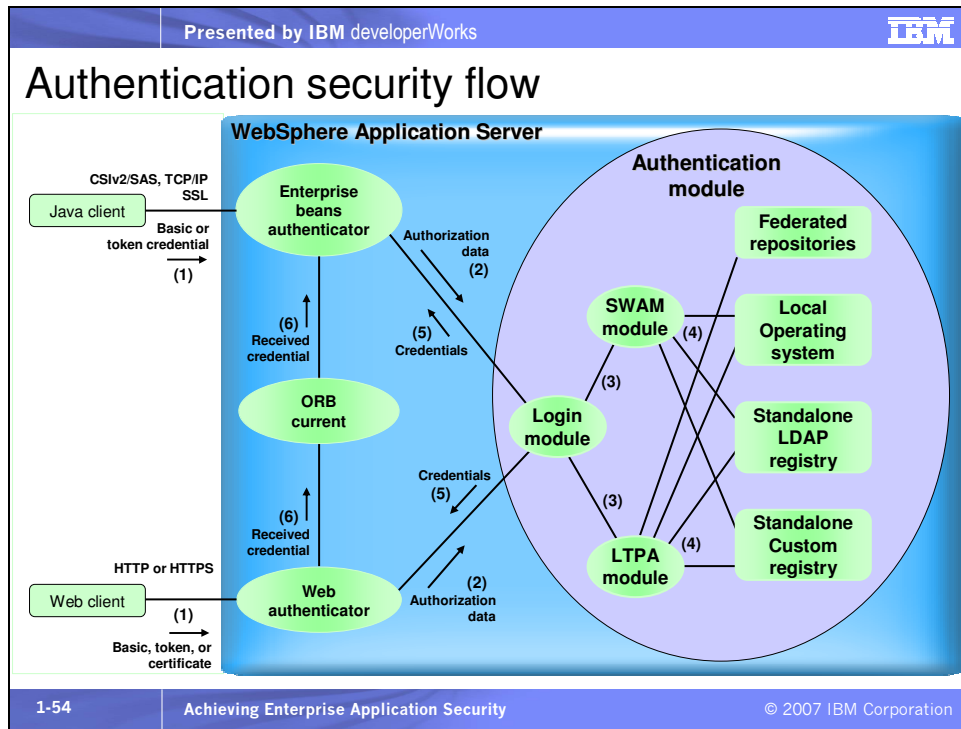 Presented by IBM developerWorks
IBM
Authentication security flow
WebSphere Application Server
Authentication
module
CSIv2/SAS, TCP/IP
SSL
Java client
Basic or
token credential
(1)
Enterprise
beans
authenticator
Authorization
data
(2)
(5)
Credentials
(6)
Received
credential
ORB
current
(6)
Received
credential
Credentials
(5)
(2)
Authorization
data
HTTP or HTTPS
Web client
(1)
Basic, token, or
certificate
Web
authenticator
Login
module
(3)
(3)
SWAM
module
(4)
LTPA
module
(4)
Federated
repositories
Local
Operating
system
Standalone
LDAP
registry
Standalone
Custom
registry
1-54
Achieving Enterprise Application Security
© 2007 IBM Corporation